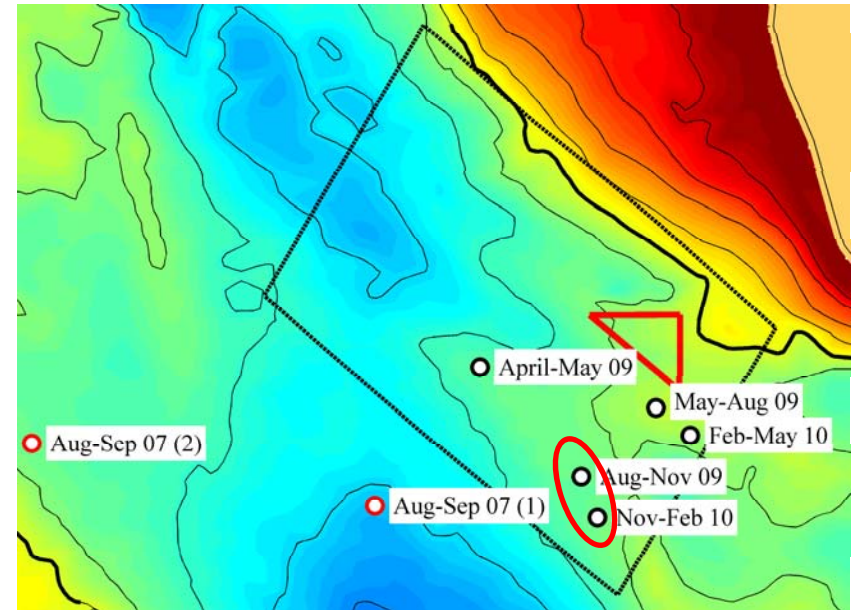 April-May 09
May-Aug 09
Feb-May 10
Aug-Sep 07 (2)
Aug-Nov 09
Aug-Sep 07 (1)
Nov-Feb 10